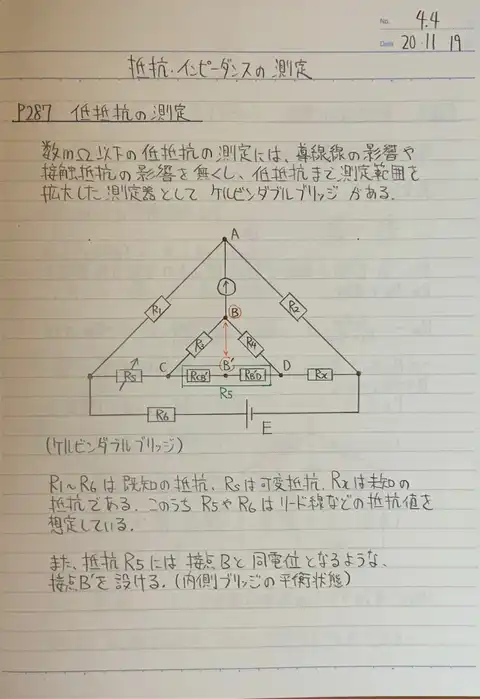 No. 4.4
Date 20・11・19
抵抗・インピーダンスの測定
P287 低抵抗の測定
数mΩ以下の低抵抗の測定には、導線線の影響や
接触抵抗の影響を無くし、低抵抗まで測定範囲を
拡大した測定器として ケルビンダブルブリッジ がある。
A
R1
R2
B
R3
R4
Rs
C
RCB'
B'
RB'D
D
Rx
R5
R6
E
(ケルビンダブルブリッジ)
R1~R6は既知の抵抗、Rsは可変抵抗、Rxは未知の
抵抗である。このうち R5やR6はリード線などの抵抗値を
想定している。
また、抵抗R5には 接点Bと同電位となるような、
接点B'を設ける。(内側ブリッジの平衡状態)